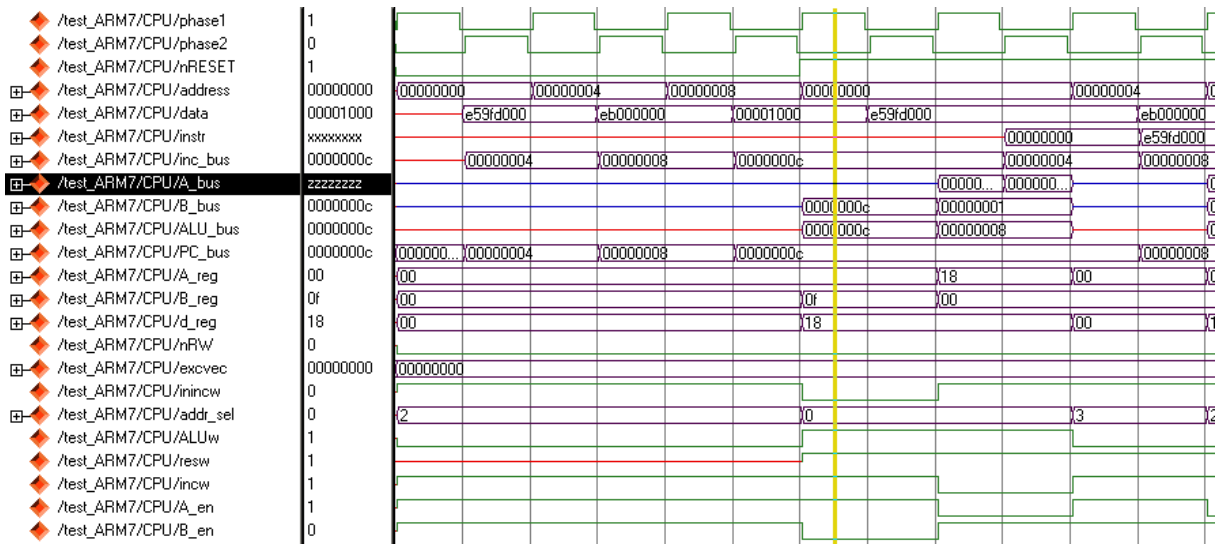 /test_ARM7/CPU/phase1 1
/test_ARM7/CPU/phase2 0
/test_ARM7/CPU/nRESET 1
/test_ARM7/CPU/address 00000000 00000000 00000004 00000008 00000000 00000004
/test_ARM7/CPU/data 00001000 e59fd000 eb000000 00001000 e59fd000 eb000000
/test_ARM7/CPU/instr xxxxxxxx 00000000 e59fd000
/test_ARM7/CPU/inc_bus 0000000c 00000004 00000008 0000000c 00000004 00000008
/test_ARM7/CPU/A_bus zzzzzzzz 00000... 000000...
/test_ARM7/CPU/B_bus 0000000c 0000000c 00000001
/test_ARM7/CPU/ALU_bus 0000000c 0000000c 00000008
/test_ARM7/CPU/PC_bus 0000000c 000000... 00000004 00000008 0000000c 00000008
/test_ARM7/CPU/A_reg 00 00 18 00
/test_ARM7/CPU/B_reg 0f 00 0f 00
/test_ARM7/CPU/d_reg 18 00 18 00 1
/test_ARM7/CPU/nRW 0
/test_ARM7/CPU/excvec 00000000 00000000
/test_ARM7/CPU/inincw 0
/test_ARM7/CPU/addr_sel 0 2 0 3 2
/test_ARM7/CPU/ALUw 1
/test_ARM7/CPU/resw 1
/test_ARM7/CPU/incw 1
/test_ARM7/CPU/A_en 1
/test_ARM7/CPU/B_en 0